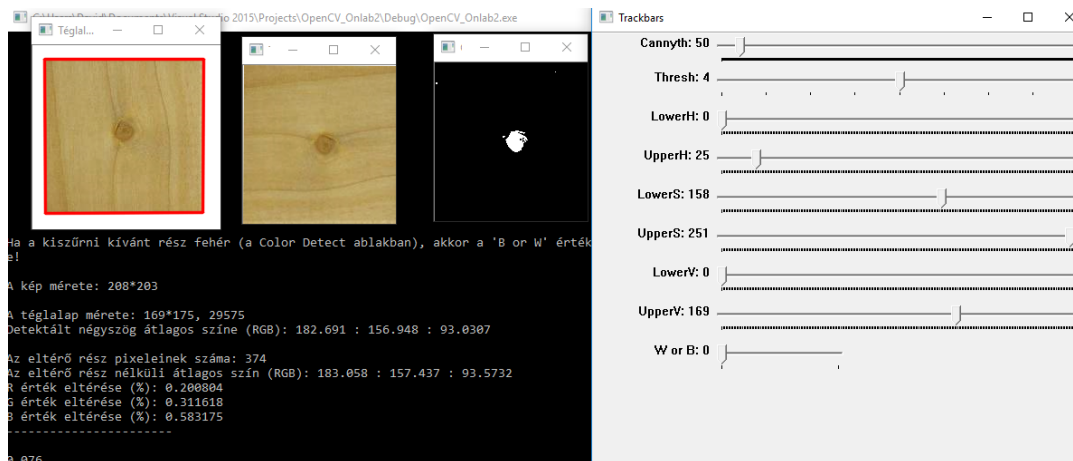 C:\Users\David\Documents\Visual Studio 2015\Projects\OpenCV_Onlab2\Debug\OpenCV_Onlab2.exe
Téglal...
Ha a kiszűrni kívánt rész fehér (a Color Detect ablakban), akkor a 'B or W' érték
e!
A kép mérete: 208*203
A téglalap mérete: 169*175, 29575
Detektált négyszög átlagos színe (RGB): 182.691 : 156.948 : 93.0307
Az eltérő rész pixeleinek száma: 374
Az eltérő rész nélküli átlagos szín (RGB): 183.058 : 157.437 : 93.5732
R érték eltérése (%): 0.200804
G érték eltérése (%): 0.311618
B érték eltérése (%): 0.583175
-----------------------
0.076
Trackbars
Cannyth: 50
Thresh: 4
LowerH: 0
UpperH: 25
LowerS: 158
UpperS: 251
LowerV: 0
UpperV: 169
W or B: 0